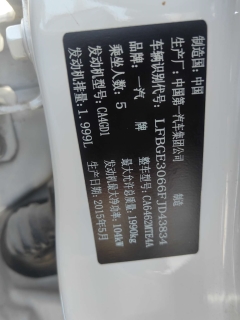 制造国：中国
生产厂：中国第一汽车集团公司 制造
车辆识别代号：LFBGE3066FJD43834
品牌：一汽牌 整车型号：CA6462MTE4A
乘坐人数：5 最大允许总质量：1990kg
发动机型号：CA4GD1 发动机最大净功率：104kW
发动机排量：1.999L 生产日期：2015年5月